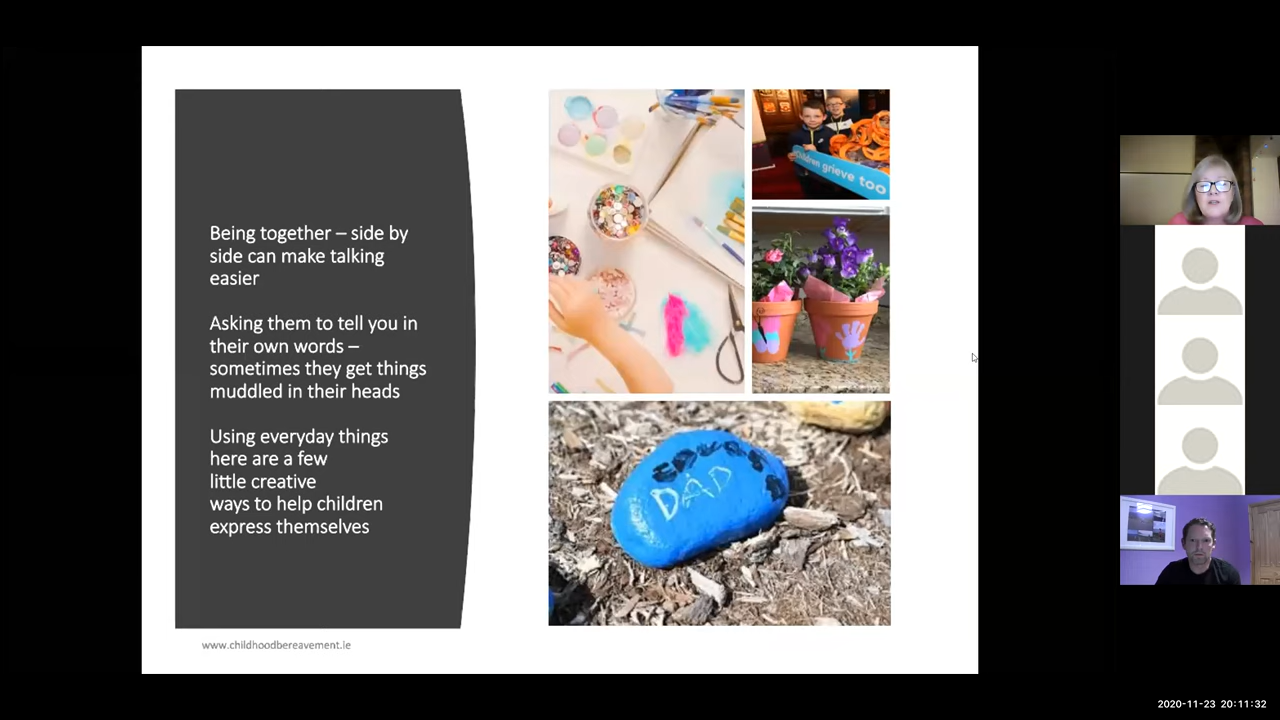 Being together – side by
side can make talking
easier
Asking them to tell you in
their own words –
sometimes they get things
muddled in their heads
Using everyday things
here are a few
little creative
ways to help children
express themselves
www.childhoodbereavement.ie
children grieve too
DAD
2020-11-23 20:11:32